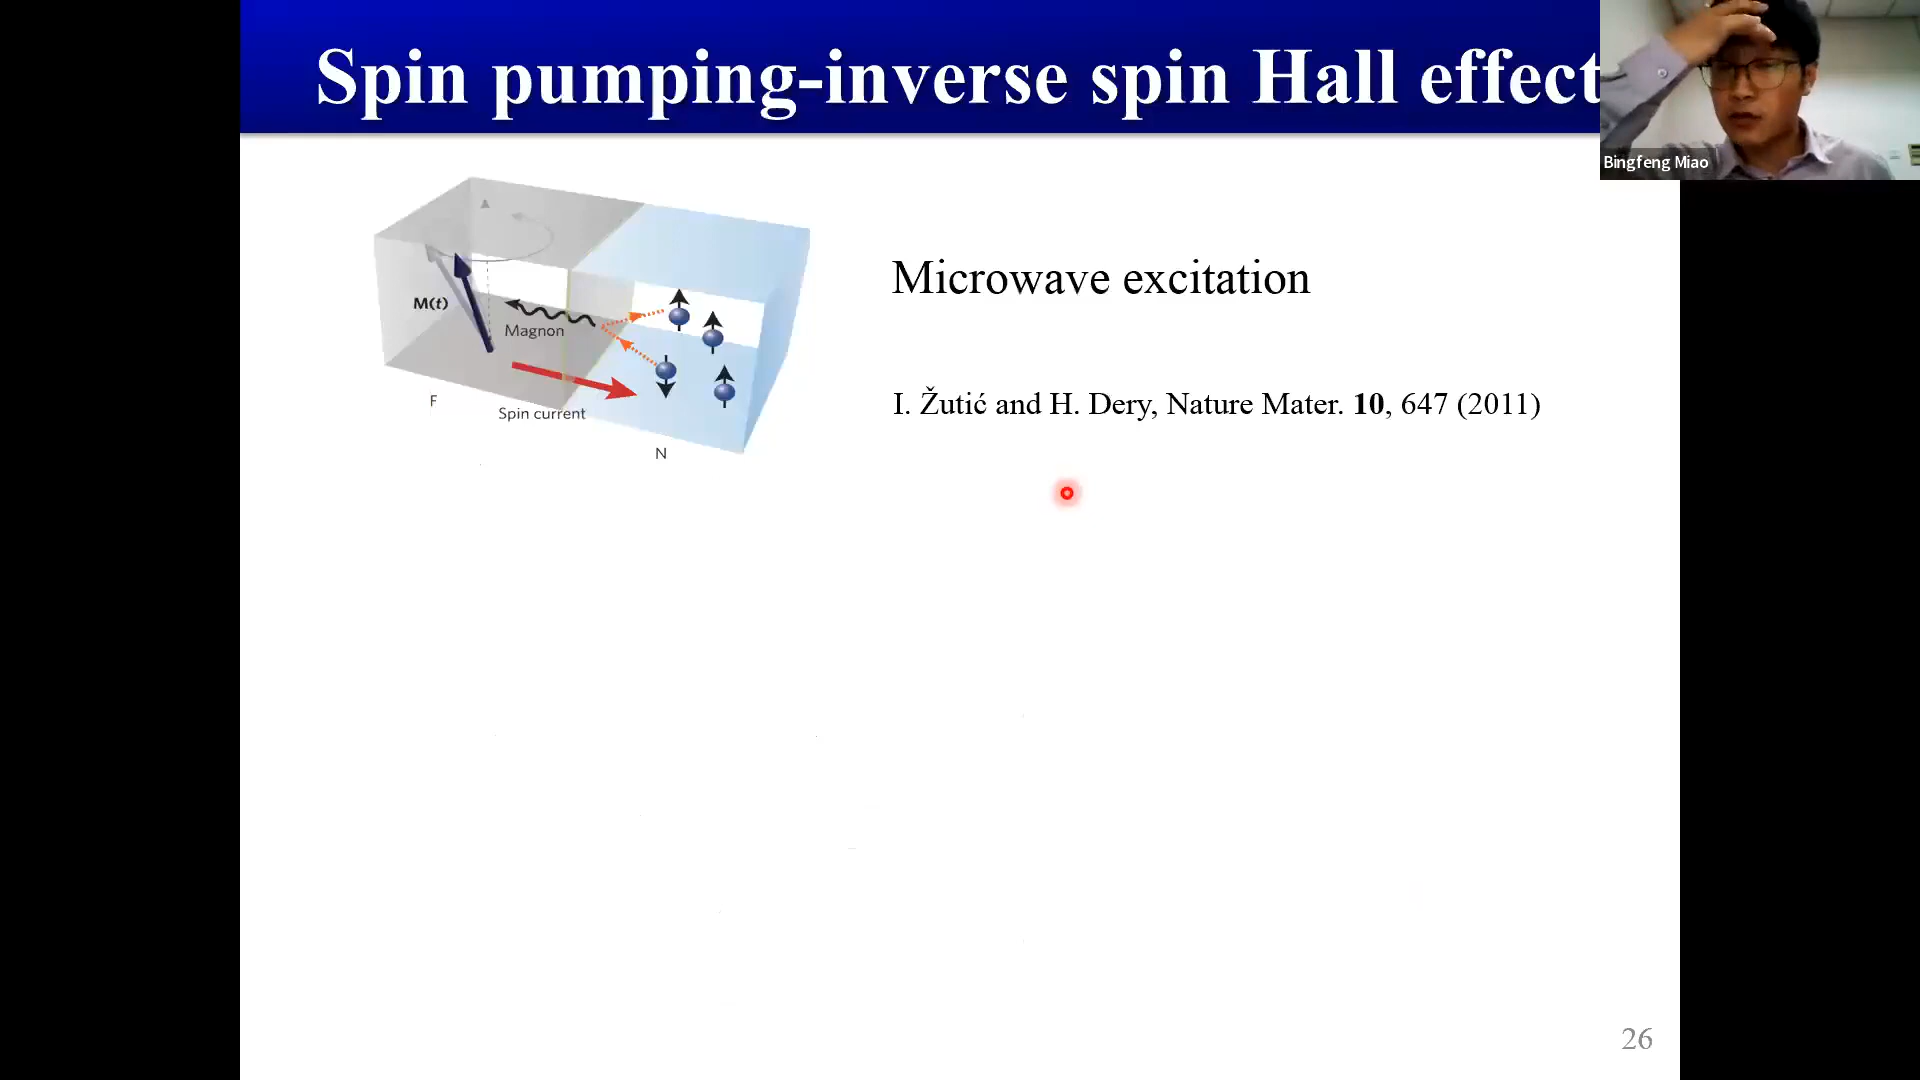 Spin pumping-inverse spin Hall effect
Bingfeng Miao
M(t)
Magnon
Spin current
F
N
Microwave excitation
I. Žutić and H. Dery, Nature Mater. 10, 647 (2011)
26